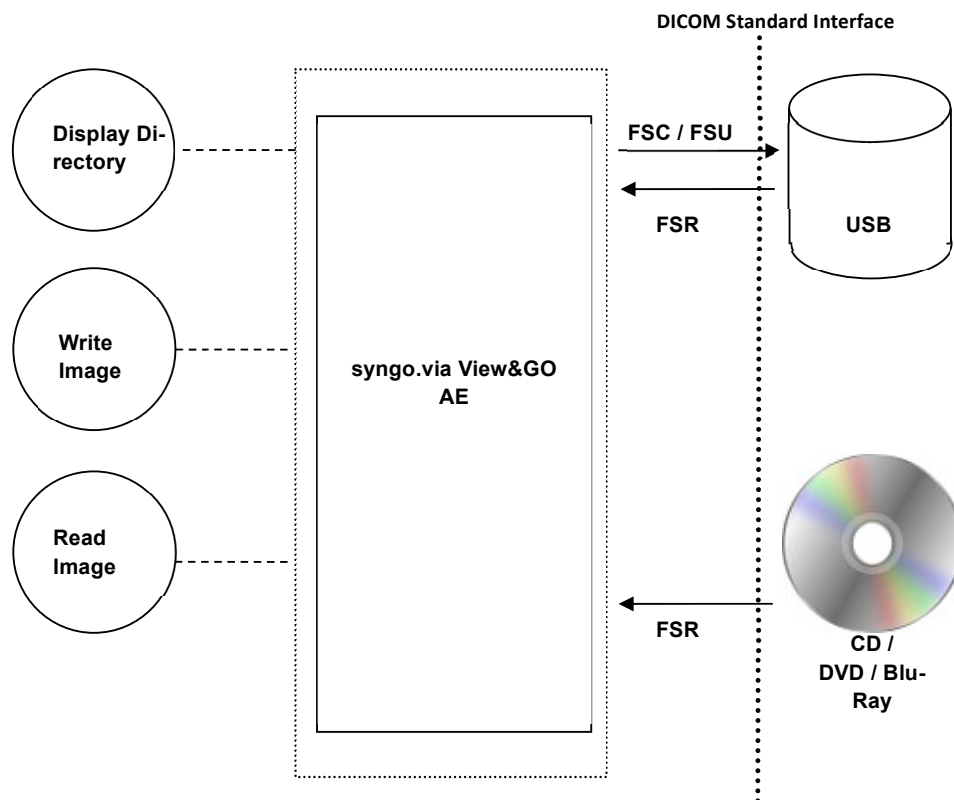 DICOM Standard Interface
Display Di-
rectory
FSC / FSU
FSR
USB
Write
Image
syngo.via View&GO
AE
Read
Image
FSR
CD /
DVD / Blu-
Ray